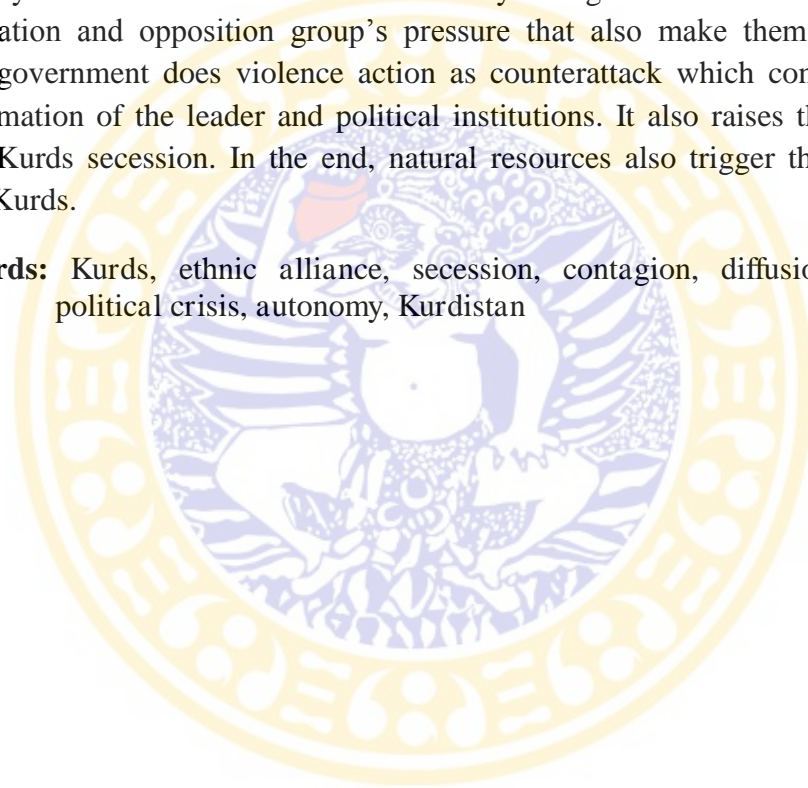 ation and opposition group’s pressure that also make them
government does violence action as counterattack which con
mation of the leader and political institutions. It also raises th
Kurds secession. In the end, natural resources also trigger th
Kurds.
rds: Kurds, ethnic alliance, secession, contagion, diffusio
political crisis, autonomy, Kurdistan